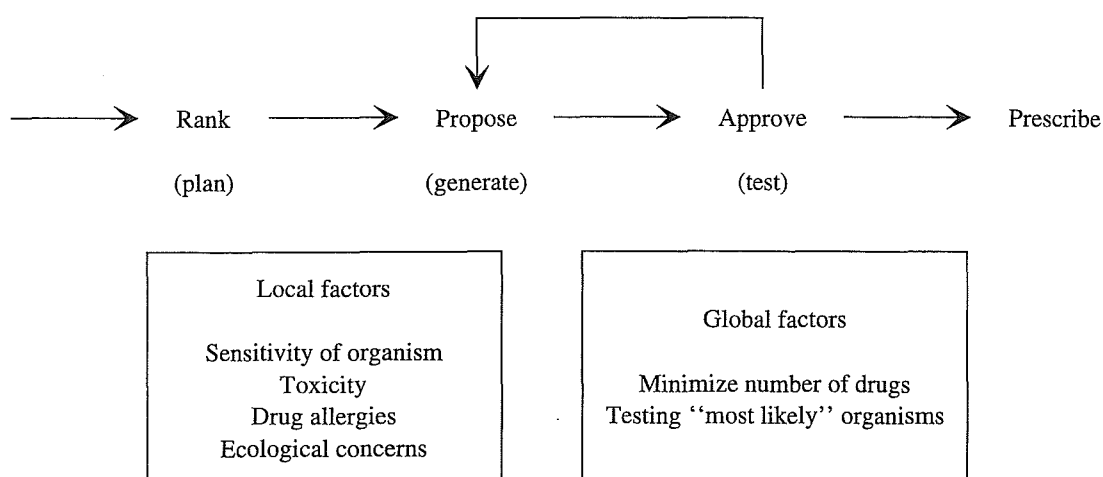 Rank Propose Approve Prescribe
(plan) (generate) (test)
Local factors
Sensitivity of organism
Toxicity
Drug allergies
Ecological concerns
Global factors
Minimize number of drugs
Testing ‘‘most likely’’ organisms